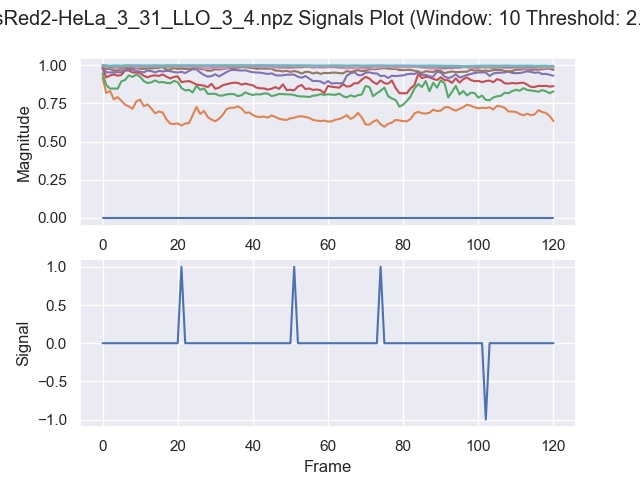 sRed2-HeLa_3_31_LLO_3_4.npz Signals Plot (Window: 10 Threshold: 2.
1.00
0.75
0.50
0.25
0.00
Magnitude
0 20 40 60 80 100 120
1.0
0.5
0.0
−0.5
−1.0
Signal
0 20 40 60 80 100 120
Frame